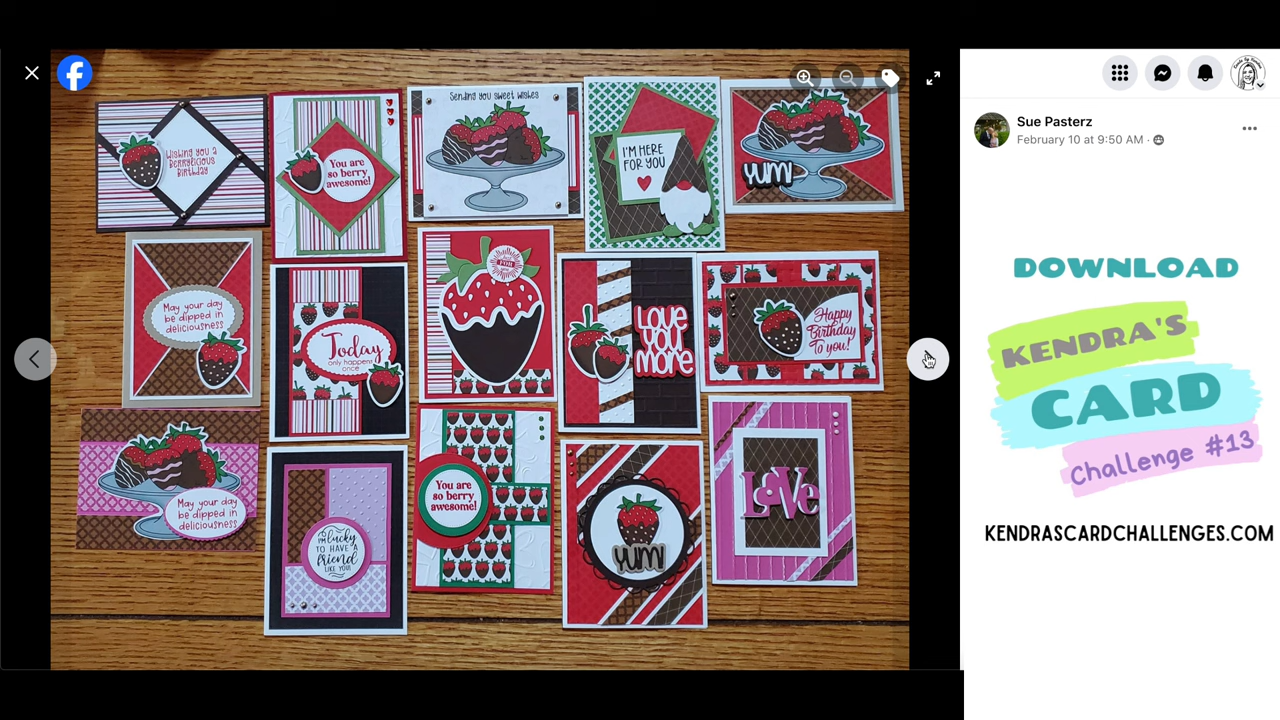 Sue Pasterz
February 10 at 9:50 AM
DOWNLOAD
KENDRA'S
CARD
Challenge #13
KENDRASCARDCHALLENGES.COM
WiSHiNG YOU A
BERRYLiCiOUS
BiRTHDAY
You are
so berry
awesome!
Sending you sweet wishes
I'M HERE
FOR YOU
YUM!
May your day
be dipped in
deliciousness
Today
only happens
once
FOR
LOVE
YOU
MORE
Happy
Birthday
To you!
May your day
be dipped in
deliciousness
I'M lucky
TO HAVE A
friend
LIKE YOU!
You are
so berry
awesome!
YUM!
LOVE